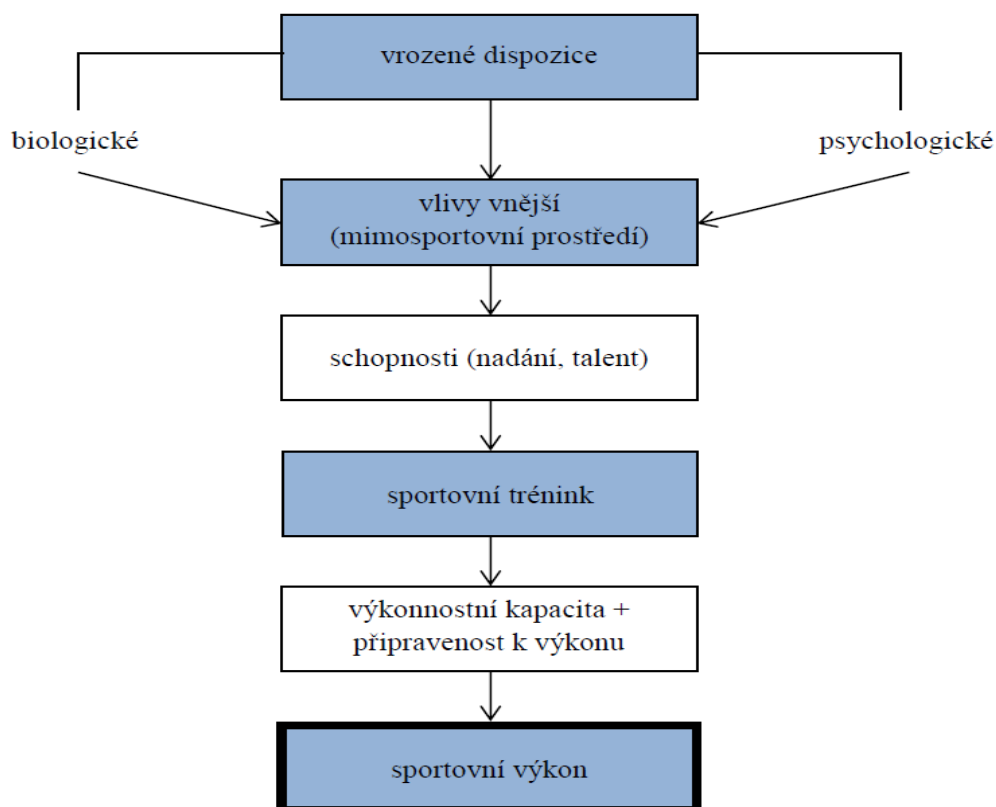 vrozené dispozice
biologické
psychologické
vlivy vnější
(mimosportovní prostředí)
schopnosti (nadání, talent)
sportovní trénink
výkonnostní kapacita +
připravenost k výkonu
sportovní výkon